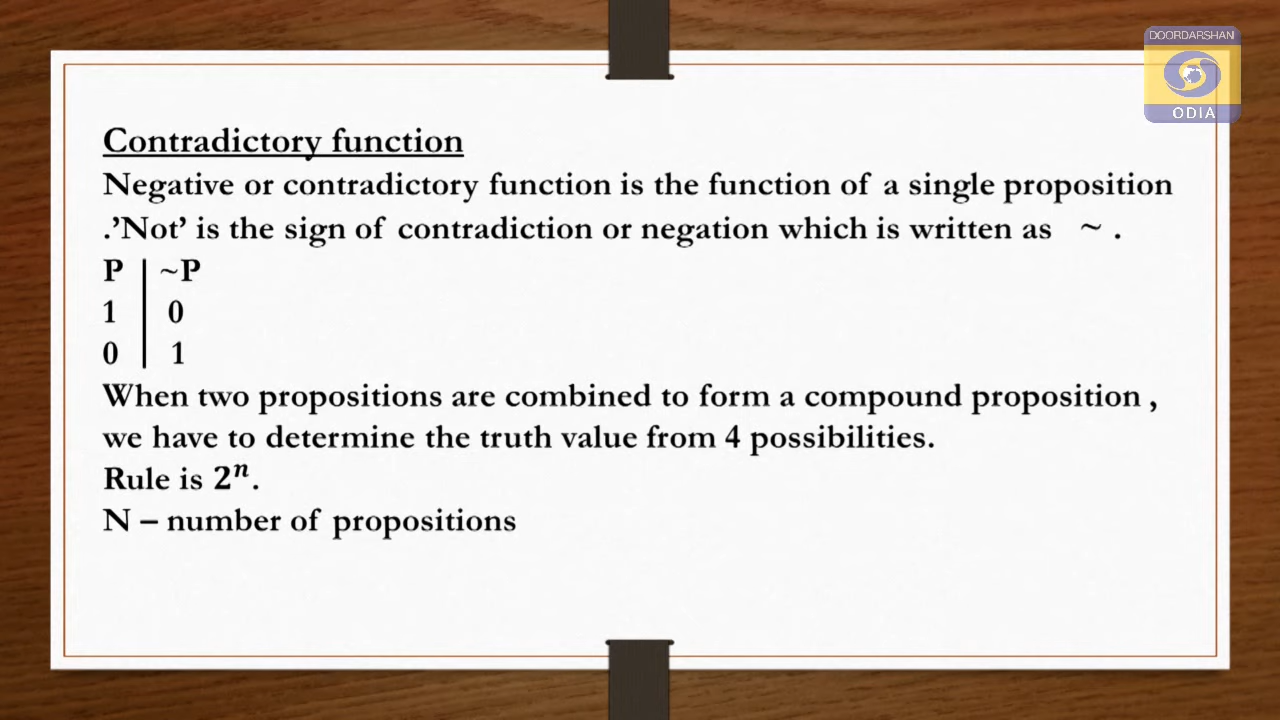 DOORDARSHAN
ODIA
Contradictory function
Negative or contradictory function is the function of a single proposition
.’Not’ is the sign of contradiction or negation which is written as ~ .
P | ~P
1 | 0
0 | 1
When two propositions are combined to form a compound proposition ,
we have to determine the truth value from 4 possibilities.
Rule is 2ⁿ.
N – number of propositions